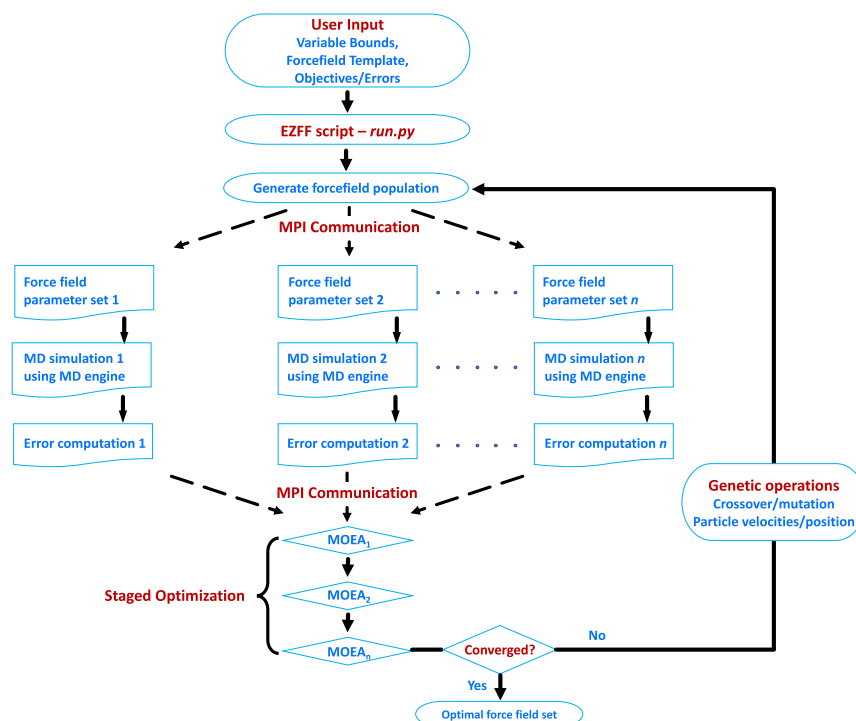 User Input
Variable Bounds,
Forcefield Template,
Objectives/Errors
EZFF script – run.py
Generate forcefield population
MPI Communication
Force field
parameter set 1
Force field
parameter set 2
Force field
parameter set n
MD simulation 1
using MD engine
MD simulation 2
using MD engine
MD simulation n
using MD engine
Error computation 1
Error computation 2
Error computation n
MPI Communication
Genetic operations
Crossover/mutation
Particle velocities/position
MOEA1
Staged Optimization
MOEA2
MOEAn
Converged?
No
Yes
Optimal force field set